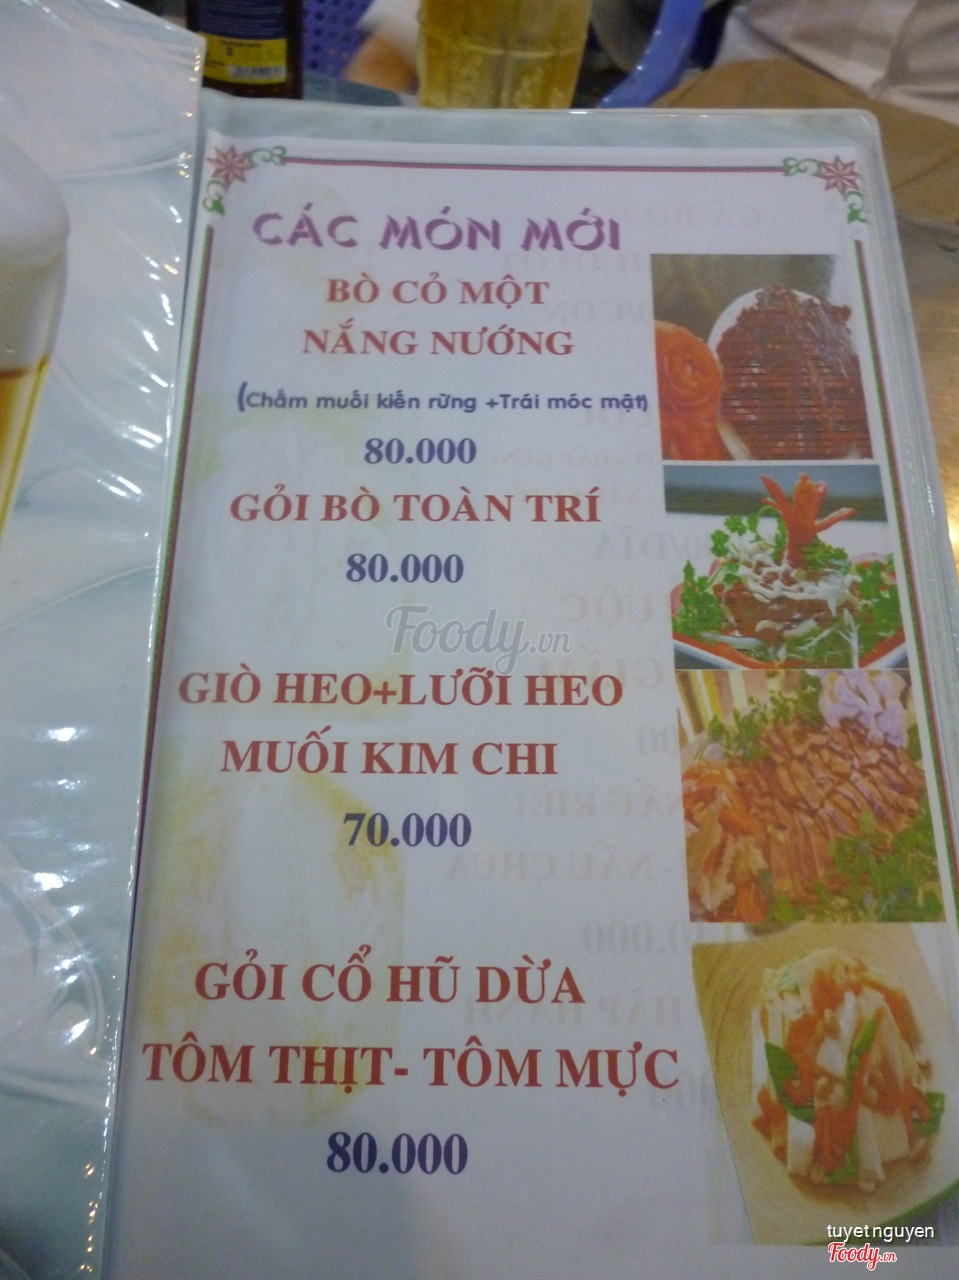 CÁC MÓN MỚI
BÒ CỎ MỘT
NẮNG NƯỚNG
(Chấm muối kiến rừng +Trái móc mật)
80.000
GỎI BÒ TOÀN TRÍ
80.000
Foody.vn
GIÒ HEO+LƯỠI HEO
MUỐI KIM CHI
70.000
GỎI CỔ HŨ DỪA
TÔM THỊT- TÔM MỰC
80.000
tuyetnguyen
Foody.vn